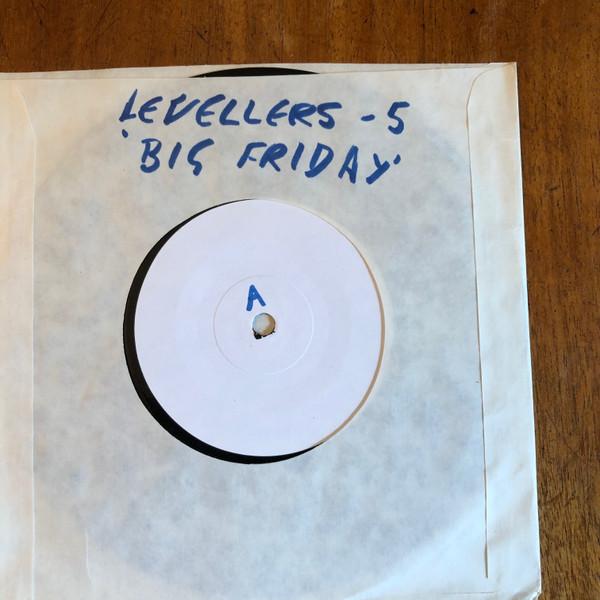 LEVELLERS - 5
'BIG FRIDAY'
A